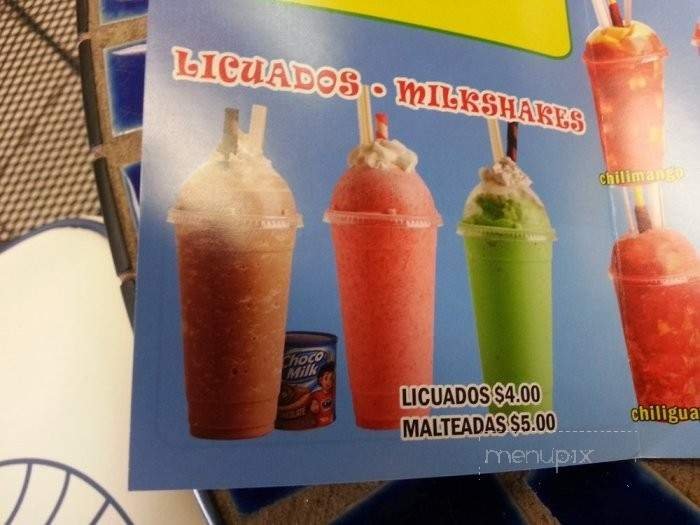 LICUADOS • MILKSHAKES
chilimango
Choco
Milk
LICUADOS $4.00
MALTEADAS $5.00
chiligua
menupix